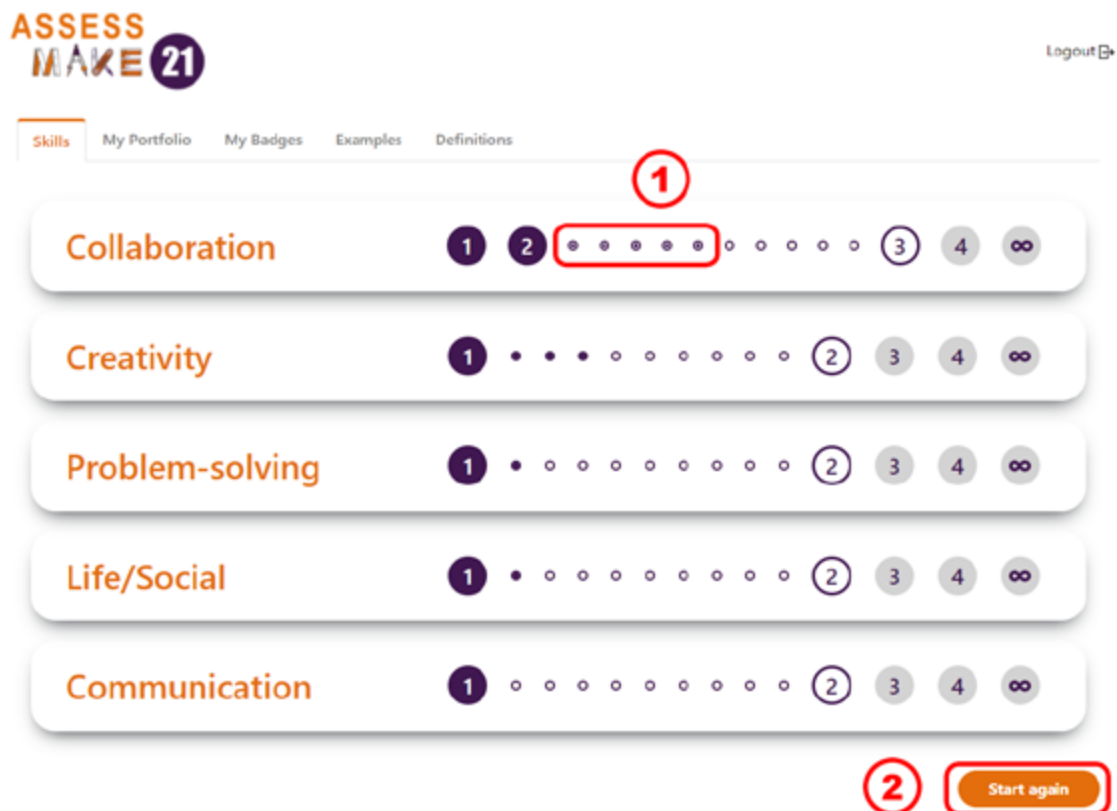 ASSESS
MAKE 21
Logout
Skills My Portfolio My Badges Examples Definitions
1
Collaboration 1 2 3 4 ∞
Creativity 1 2 3 4 ∞
Problem-solving 1 2 3 4 ∞
Life/Social 1 2 3 4 ∞
Communication 1 2 3 4 ∞
2 Start again